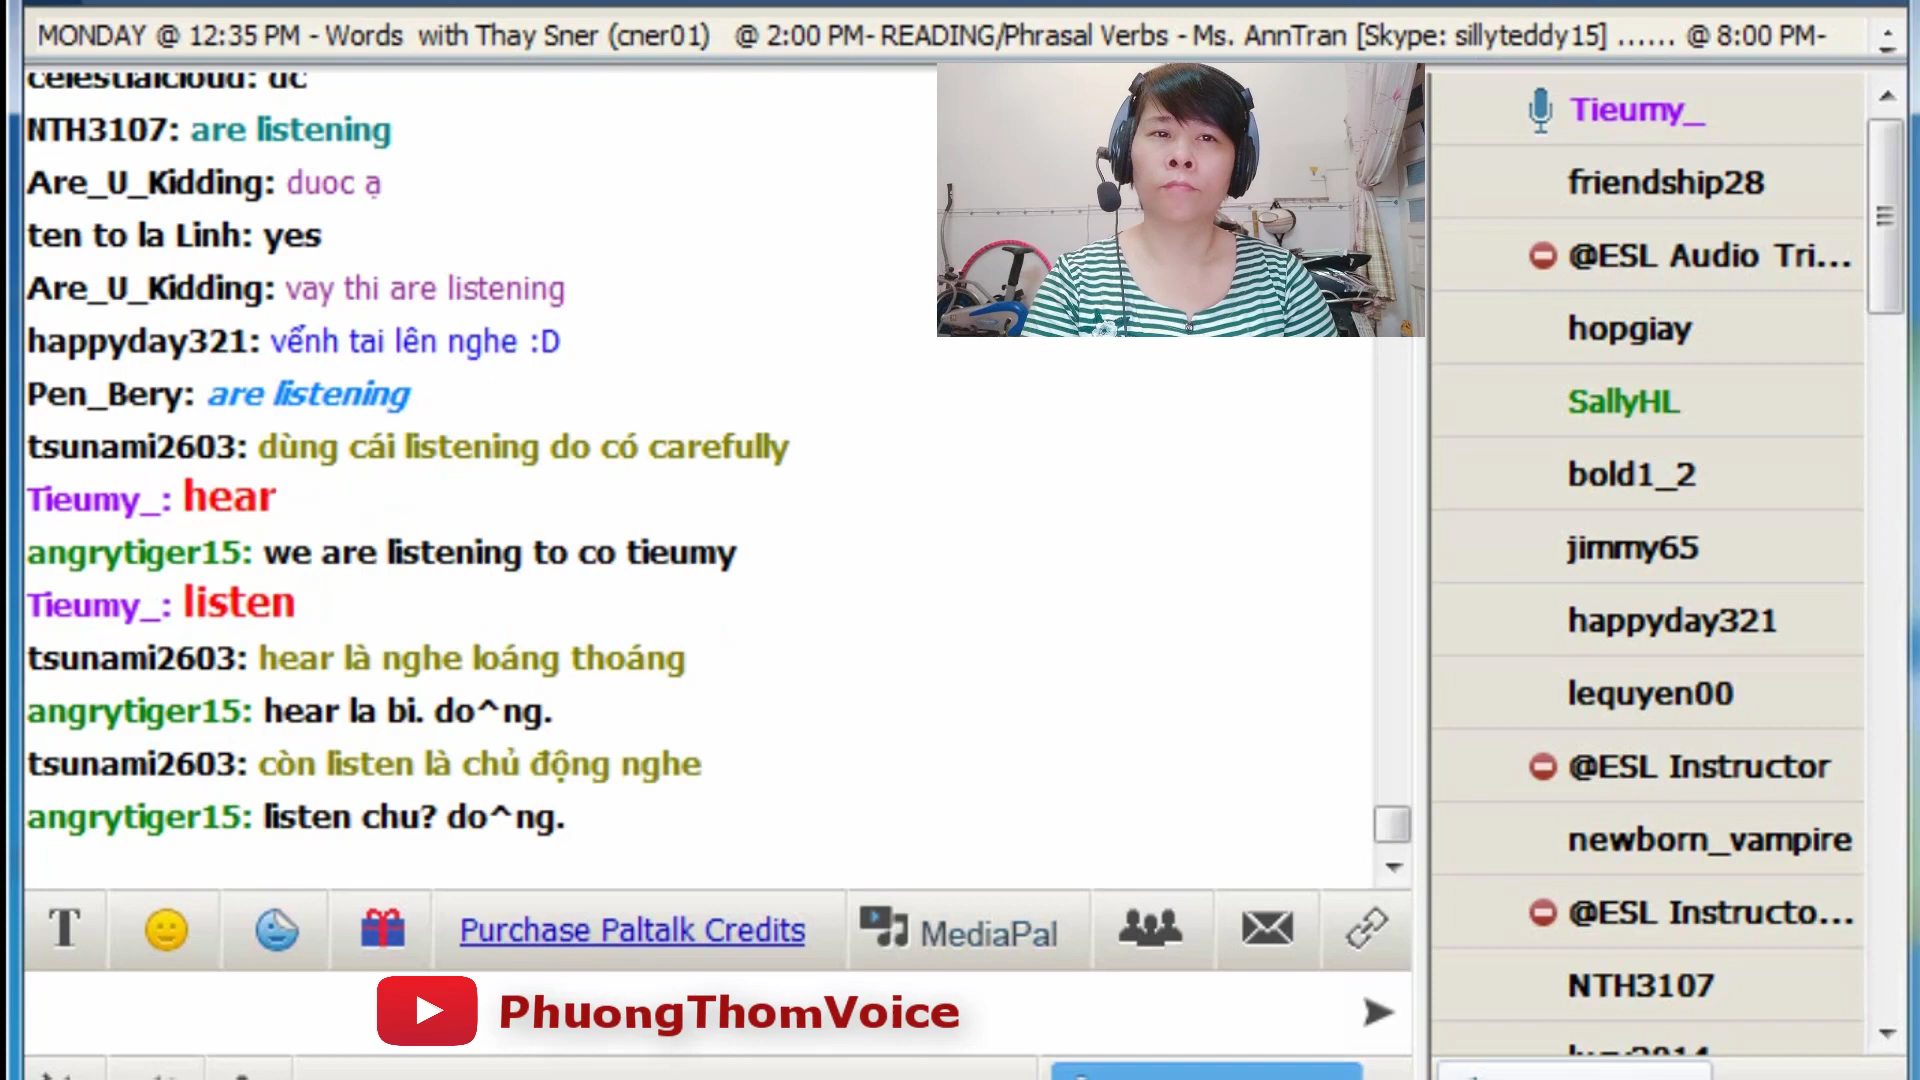 MONDAY @ 12:35 PM - Words with Thay Sner (cner01) @ 2:00 PM- READING/Phrasal Verbs - Ms. AnnTran [Skype: sillyteddy15] ...... @ 8:00 PM-
celestialcloud: dc
NTH3107: are listening
Are_U_Kidding: duoc ạ
ten to la Linh: yes
Are_U_Kidding: vay thi are listening
happyday321: vểnh tai lên nghe :D
Pen_Bery: are listening
tsunami2603: dùng cái listening do có carefully
Tieumy_: hear
angrytiger15: we are listening to co tieumy
Tieumy_: listen
tsunami2603: hear là nghe loáng thoáng
angrytiger15: hear la bi. do^ng.
tsunami2603: còn listen là chủ động nghe
angrytiger15: listen chu? do^ng.
Tieumy_
friendship28
@ESL Audio Tri...
hopgiay
SallyHL
bold1_2
jimmy65
happyday321
lequyen00
@ESL Instructor
newborn_vampire
@ESL Instructo...
NTH3107
T
Purchase Paltalk Credits
MediaPal
PhuongThomVoice